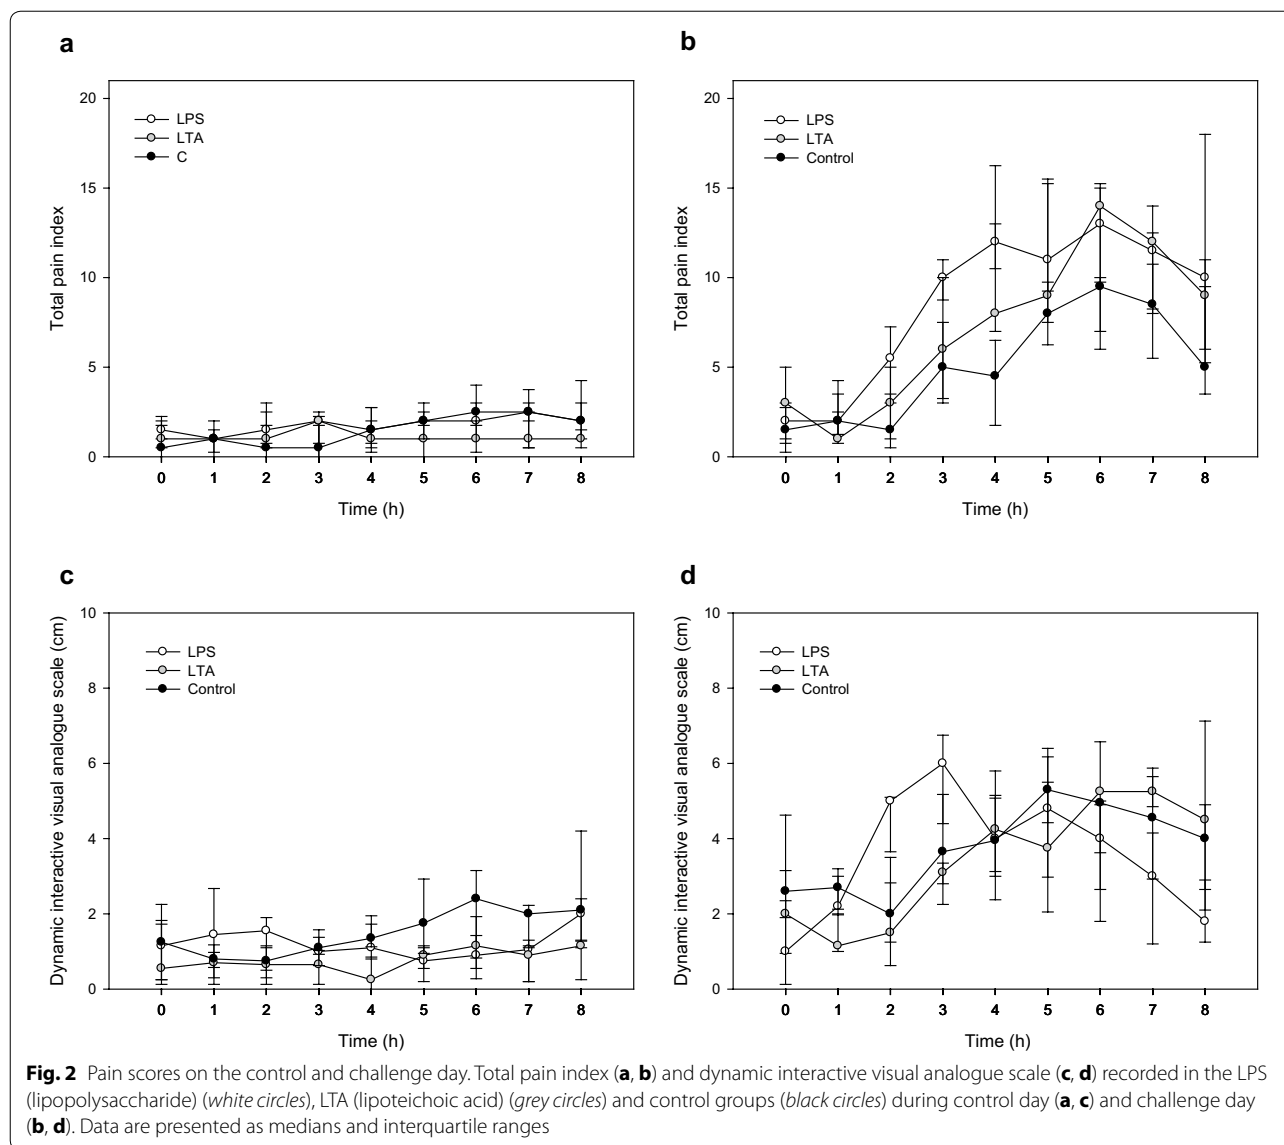 a
20
15
10
5
0
Total pain index
LPS
LTA
C
0 1 2 3 4 5 6 7 8
Time (h)
b
20
15
10
5
0
Total pain index
LPS
LTA
Control
0 1 2 3 4 5 6 7 8
Time (h)
c
10
8
6
4
2
0
Dynamic interactive visual analogue scale (cm)
LPS
LTA
Control
0 1 2 3 4 5 6 7 8
Time (h)
d
10
8
6
4
2
0
Dynamic interactive visual analogue scale (cm)
LPS
LTA
Control
0 1 2 3 4 5 6 7 8
Time (h)
Fig. 2 Pain scores on the control and challenge day. Total pain index (a, b) and dynamic interactive visual analogue scale (c, d) recorded in the LPS
(lipopolysaccharide) (white circles), LTA (lipoteichoic acid) (grey circles) and control groups (black circles) during control day (a, c) and challenge day
(b, d). Data are presented as medians and interquartile ranges